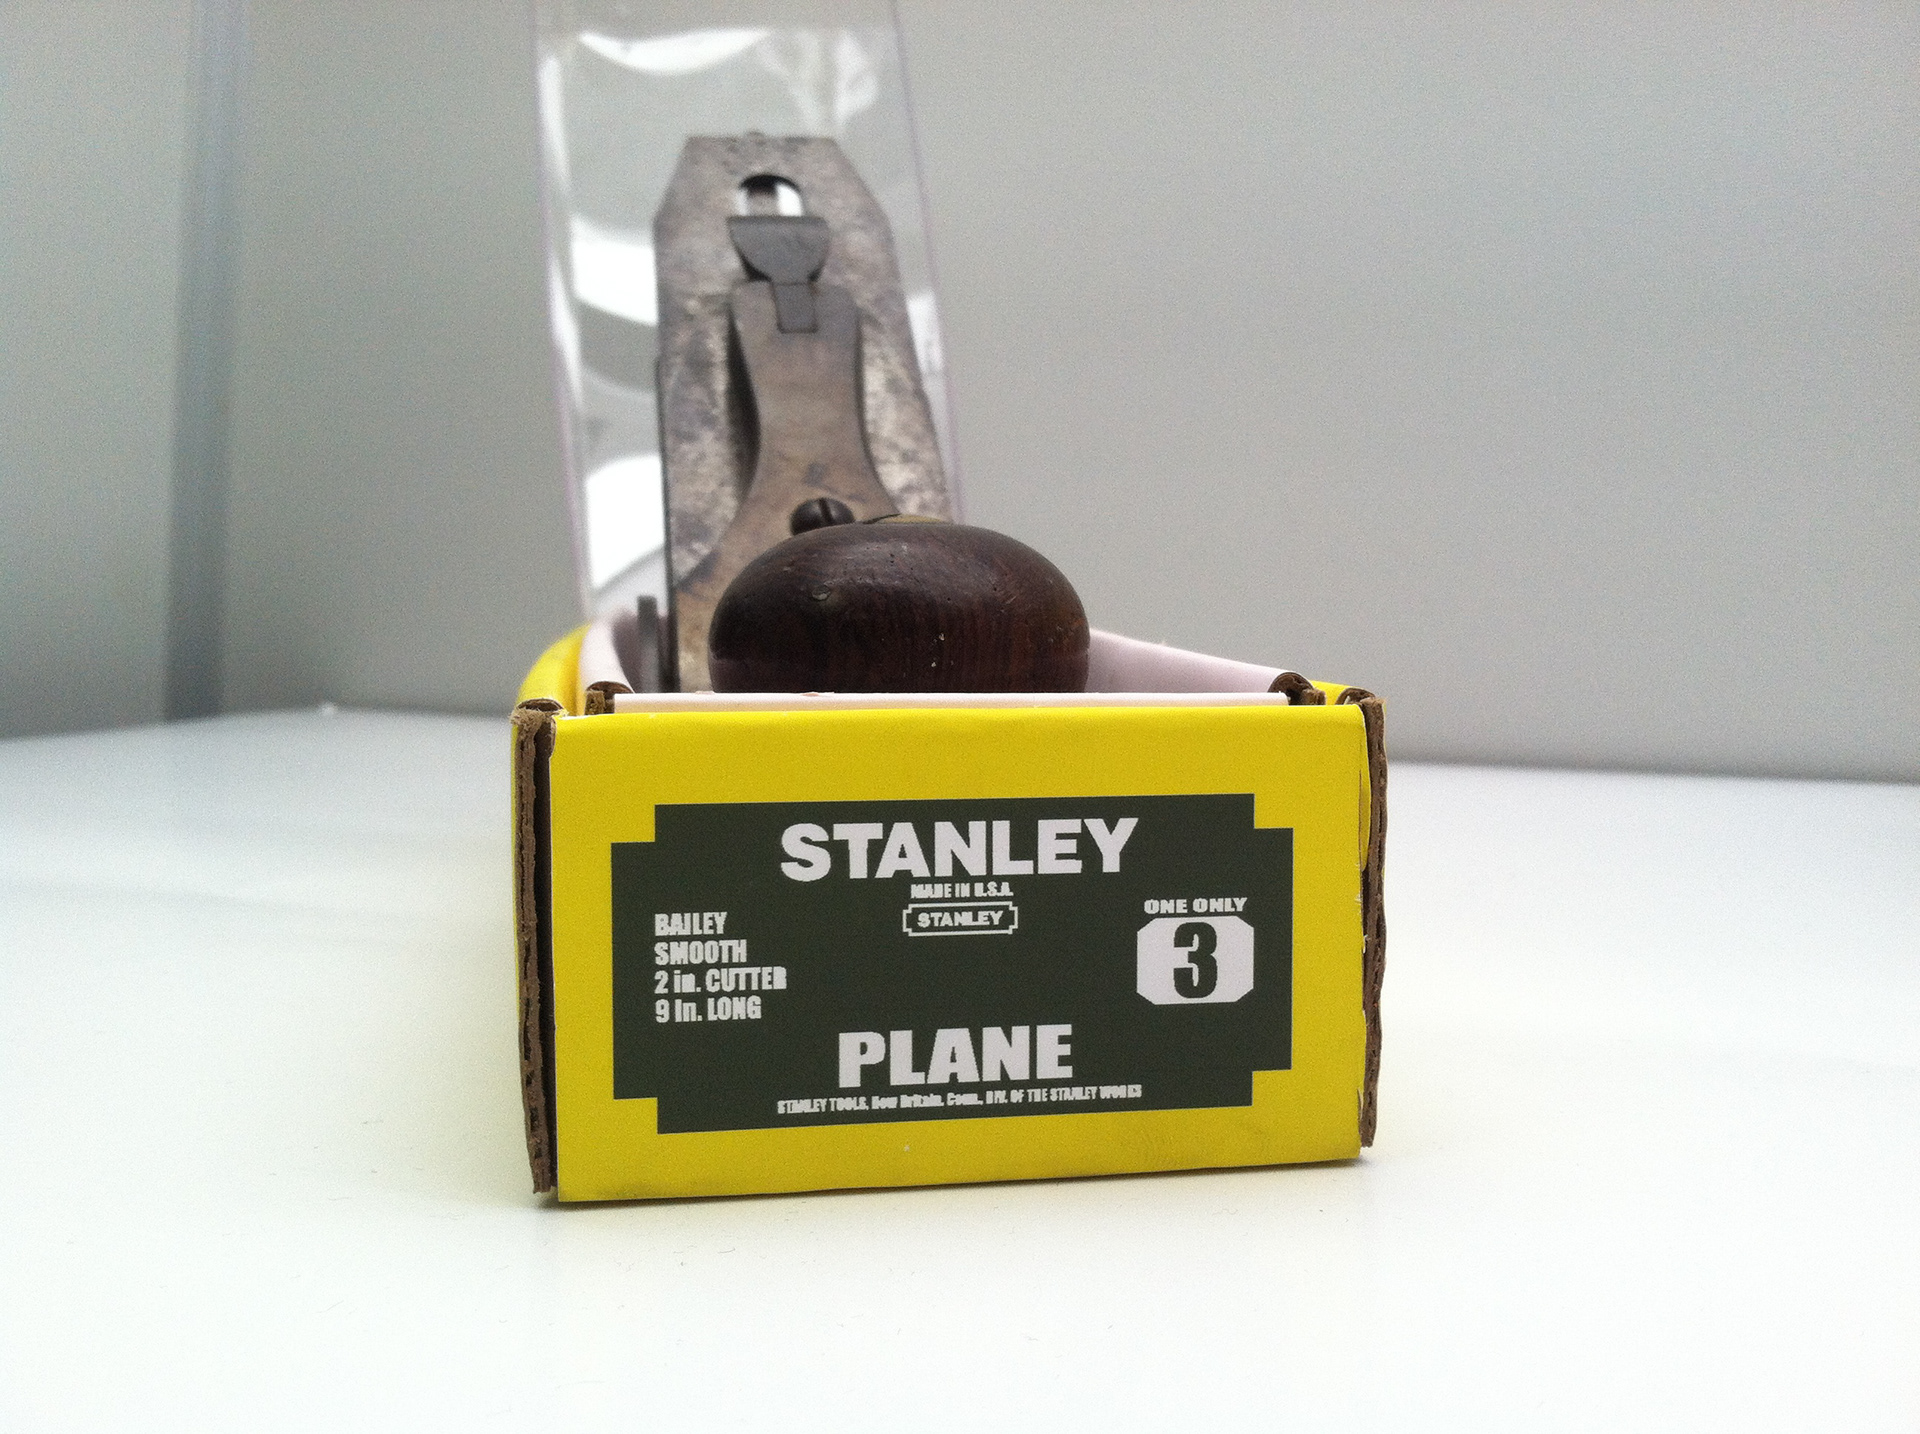 STANLEY
MADE IN U.S.A.
STANLEY
BAILEY
SMOOTH
2 in. CUTTER
9 In. LONG
ONE ONLY
3
PLANE
STANLEY TOOLS, New Britain, Conn., DIV. OF THE STANLEY WORKS